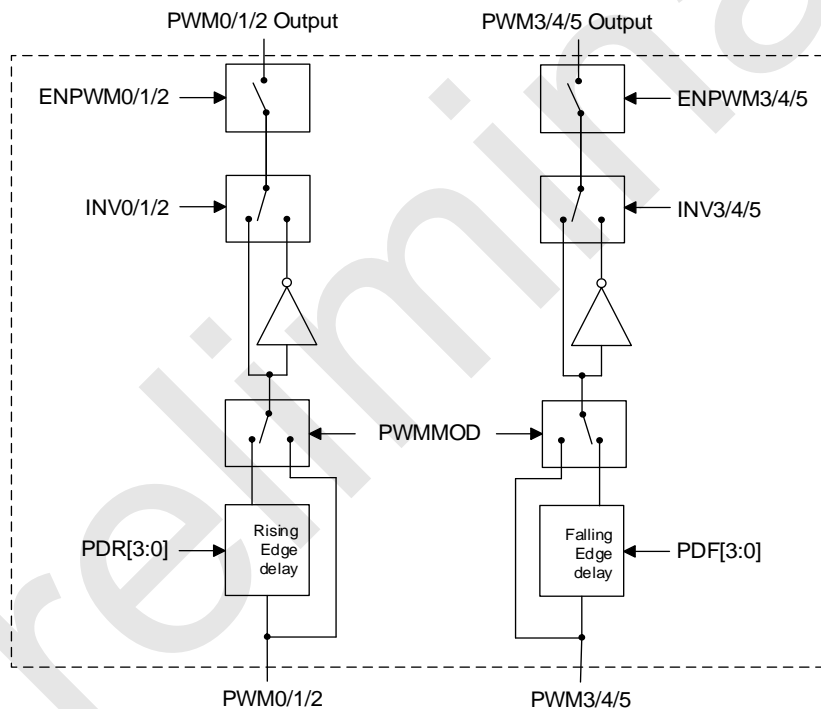 PWM0/1/2 Output
PWM3/4/5 Output
ENPWM0/1/2
ENPWM3/4/5
INV0/1/2
INV3/4/5
PWMMOD
PDR[3:0]
Rising
Edge
delay
Falling
Edge
delay
PDF[3:0]
PWM0/1/2
PWM3/4/5
relimina